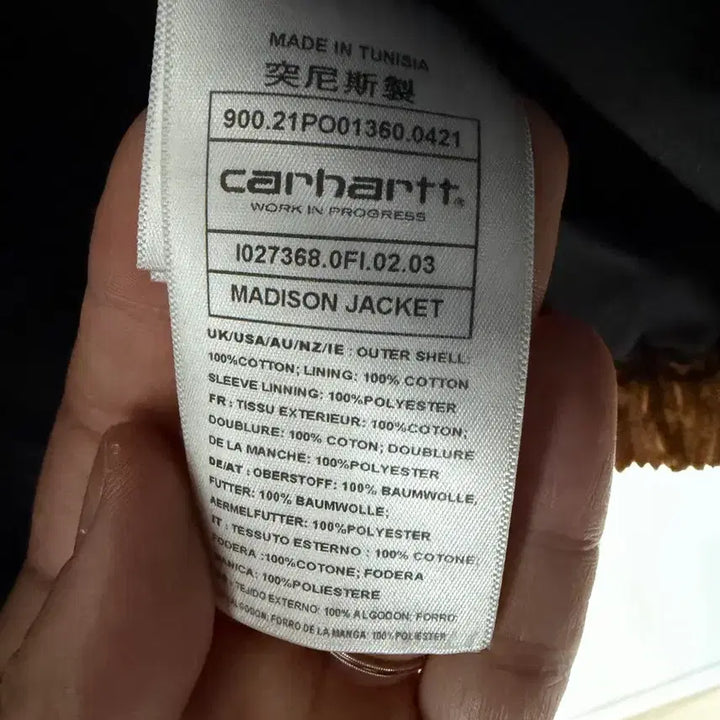 MADE IN TUNISIA
突尼斯製
900.21PO01360.0421
carhartt®
WORK IN PROGRESS
I027368.0FI.02.03
MADISON JACKET
UK/USA/AU/NZ/IE : OUTER SHELL:
100%COTTON; LINING: 100% COTTON
SLEEVE LINNING: 100%POLYESTER
FR : TISSU EXTERIEUR: 100%COTON;
DOUBLURE: 100% COTON; DOUBLURE
DE LA MANCHE: 100%POLYESTER
DE/AT : OBERSTOFF: 100% BAUMWOLLE,
FUTTER: 100% BAUMWOLLE;
AERMELFUTTER: 100%POLYESTER
IT : TESSUTO ESTERNO : 100% COTONE;
FODERA :100%COTONE; FODERA
MANICA: 100%POLIESTERE
: TEJIDO EXTERNO: 100% ALGODON; FORRO:
ALGODON; FORRO DE LA MANGA: 100% POLIESTER